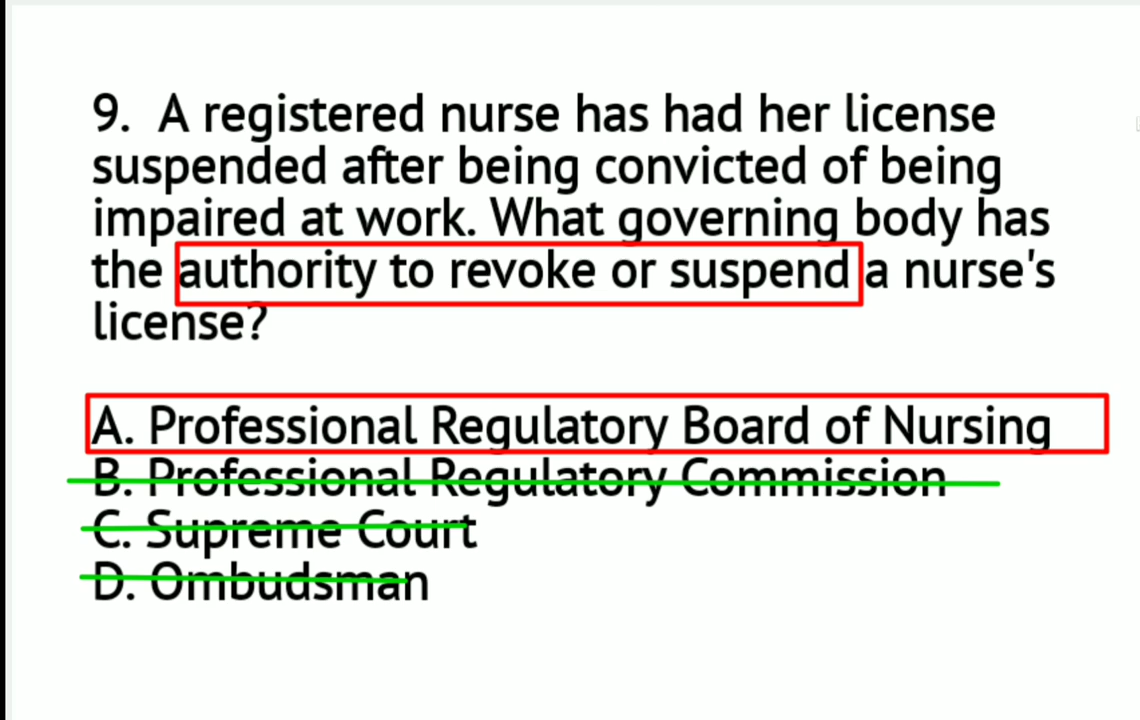 9. A registered nurse has had her license
suspended after being convicted of being
impaired at work. What governing body has
the authority to revoke or suspend a nurse's
license?
A. Professional Regulatory Board of Nursing
B. Professional Regulatory Commission
C. Supreme Court
D. Ombudsman